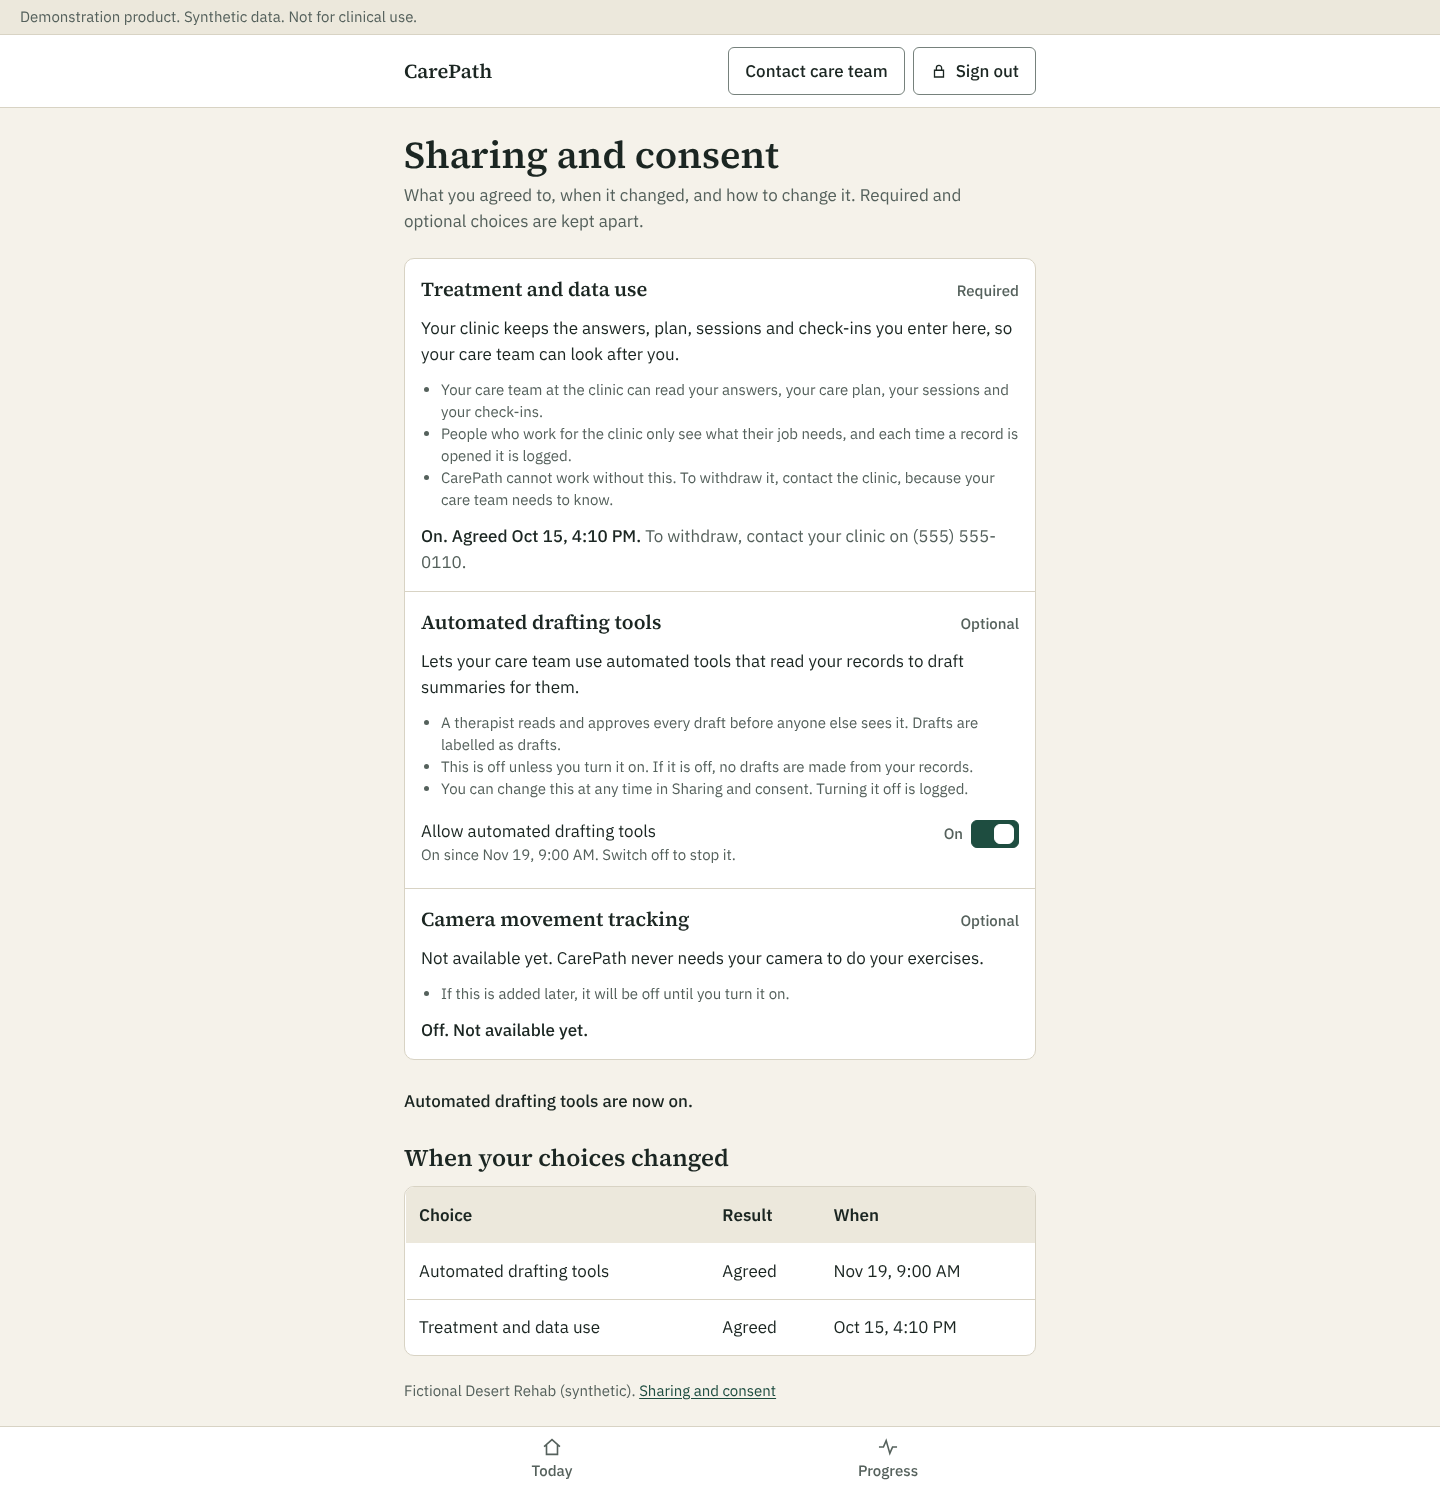 Demonstration product. Synthetic data. Not for clinical use.
CarePath
Contact care team
Sign out
Sharing and consent
What you agreed to, when it changed, and how to change it. Required and
optional choices are kept apart.
Treatment and data use
Required
Your clinic keeps the answers, plan, sessions and check-ins you enter here, so
your care team can look after you.
• Your care team at the clinic can read your answers, your care plan, your sessions and
your check-ins.
• People who work for the clinic only see what their job needs, and each time a record is
opened it is logged.
• CarePath cannot work without this. To withdraw it, contact the clinic, because your
care team needs to know.
On. Agreed Oct 15, 4:10 PM. To withdraw, contact your clinic on (555) 555-
0110.
Automated drafting tools
Optional
Lets your care team use automated tools that read your records to draft
summaries for them.
• A therapist reads and approves every draft before anyone else sees it. Drafts are
labelled as drafts.
• This is off unless you turn it on. If it is off, no drafts are made from your records.
• You can change this at any time in Sharing and consent. Turning it off is logged.
Allow automated drafting tools
On
On since Nov 19, 9:00 AM. Switch off to stop it.
Camera movement tracking
Optional
Not available yet. CarePath never needs your camera to do your exercises.
• If this is added later, it will be off until you turn it on.
Off. Not available yet.
Automated drafting tools are now on.
When your choices changed
Choice Result When
Automated drafting tools Agreed Nov 19, 9:00 AM
Treatment and data use Agreed Oct 15, 4:10 PM
Fictional Desert Rehab (synthetic). Sharing and consent
Today
Progress